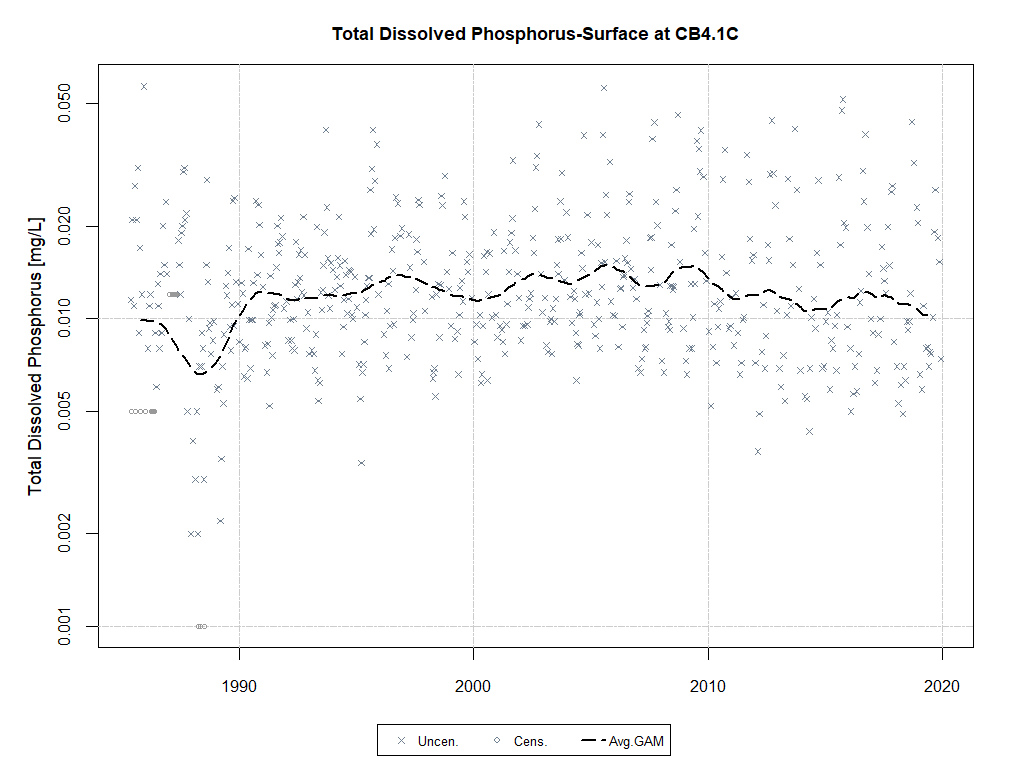 Total Dissolved Phosphorus-Surface at CB4.1C
Total Dissolved Phosphorus [mg/L]
0.050
0.020
0.010
0.005
0.002
0.001
1990 2000 2010 2020
Uncen. Cens. Avg.GAM